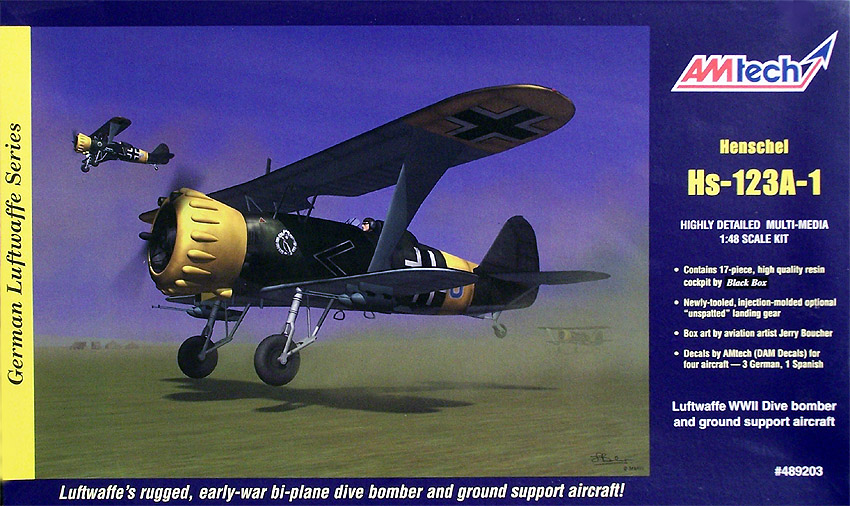 German Luftwaffe Series
AMtech
Henschel
Hs-123A-1
HIGHLY DETAILED MULTI-MEDIA
1:48 SCALE KIT
• Contains 17-piece, high quality resin
cockpit by Black Box
• Newly-tooled, injection-molded optional
"unspatted" landing gear
• Box art by aviation artist Jerry Boucher
• Decals by AMtech (DAM Decals) for
four aircraft — 3 German, 1 Spanish
Luftwaffe WWII Dive bomber
and ground support aircraft
#489203
Luftwaffe's rugged, early-war bi-plane dive bomber and ground support aircraft!